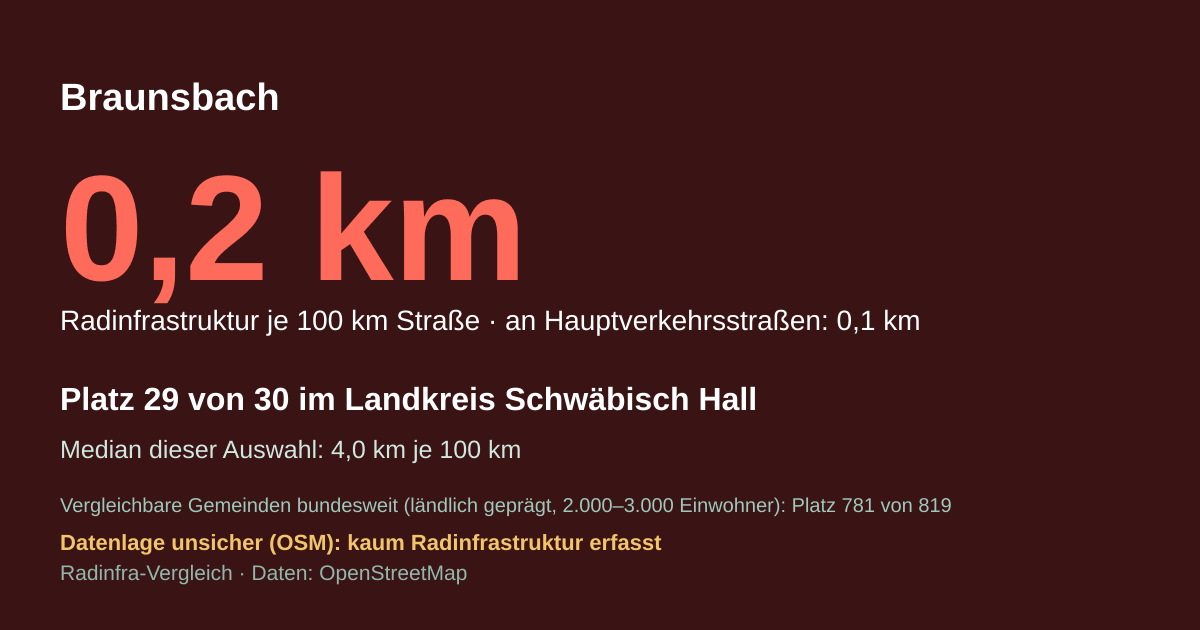 Braunsbach
0,2 km
Radinfrastruktur je 100 km Straße · an Hauptverkehrsstraßen: 0,1 km
Platz 29 von 30 im Landkreis Schwäbisch Hall
Median dieser Auswahl: 4,0 km je 100 km
Vergleichbare Gemeinden bundesweit (ländlich geprägt, 2.000–3.000 Einwohner): Platz 781 von 819
Datenlage unsicher (OSM): kaum Radinfrastruktur erfasst
Radinfra-Vergleich · Daten: OpenStreetMap